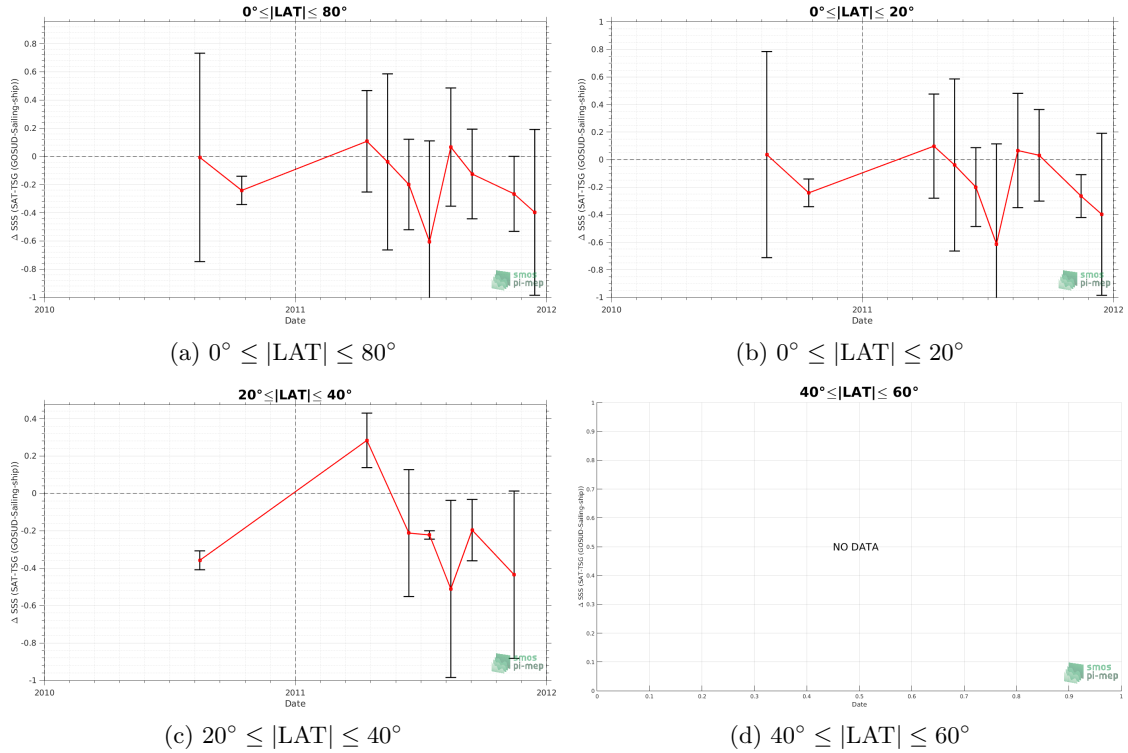 0°≤|LAT|≤ 80°
0.8
0.6
0.4
0.2
0
-0.2
-0.4
-0.6
-0.8
-1
Δ SSS (SAT-TSG (GOSUD-Sailing-ship))
2010
2011
2012
Date
smos
pi-mep
(a) 0° ≤ |LAT| ≤ 80°
0°≤|LAT|≤ 20°
1
0.8
0.6
0.4
0.2
0
-0.2
-0.4
-0.6
-0.8
-1
Δ SSS (SAT-TSG (GOSUD-Sailing-ship))
2010
2011
2012
Date
smos
pi-mep
(b) 0° ≤ |LAT| ≤ 20°
20°≤|LAT|≤ 40°
0.4
0.2
0
-0.2
-0.4
-0.6
-0.8
-1
Δ SSS (SAT-TSG (GOSUD-Sailing-ship))
2010
2011
2012
Date
smos
pi-mep
(c) 20° ≤ |LAT| ≤ 40°
40°≤|LAT|≤ 60°
1
0.9
0.8
0.7
0.6
0.5
0.4
0.3
0.2
0.1
0
Δ SSS (SAT-TSG (GOSUD-Sailing-ship))
NO DATA
0 0.1 0.2 0.3 0.4 0.5 0.6 0.7 0.8 0.9 1
Date
smos
pi-mep
(d) 40° ≤ |LAT| ≤ 60°